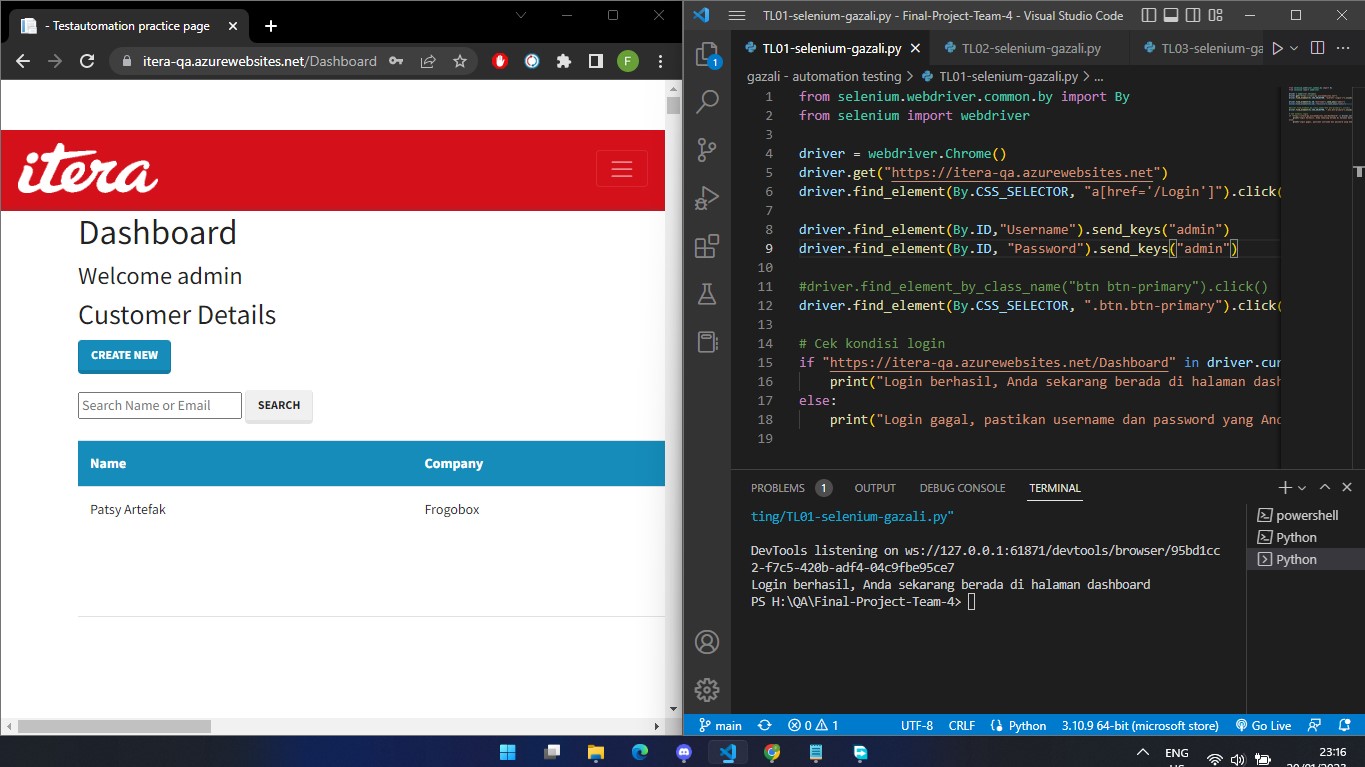 - Testautomation practice page
itera-qa.azurewebsites.net/Dashboard
F
itera
Dashboard
Welcome admin
Customer Details
CREATE NEW
Search Name or Email
SEARCH
Name Company
Patsy Artefak Frogobox
TL01-selenium-gazali.py - Final-Project-Team-4 - Visual Studio Code
TL01-selenium-gazali.py TL02-selenium-gazali.py TL03-selenium-ga
gazali - automation testing > TL01-selenium-gazali.py > ...
1 from selenium.webdriver.common.by import By
2 from selenium import webdriver
3
4 driver = webdriver.Chrome()
5 driver.get("https://itera-qa.azurewebsites.net")
6 driver.find_element(By.CSS_SELECTOR, "a[href='/Login']").click(
7
8 driver.find_element(By.ID,"Username").send_keys("admin")
9 driver.find_element(By.ID, "Password").send_keys("admin")
10
11 #driver.find_element_by_class_name("btn btn-primary").click()
12 driver.find_element(By.CSS_SELECTOR, ".btn.btn-primary").click(
13
14 # Cek kondisi login
15 if "https://itera-qa.azurewebsites.net/Dashboard" in driver.cur
16 print("Login berhasil, Anda sekarang berada di halaman dash
17 else:
18 print("Login gagal, pastikan username dan password yang And
19
1
PROBLEMS 1 OUTPUT DEBUG CONSOLE TERMINAL
ting/TL01-selenium-gazali.py"
DevTools listening on ws://127.0.0.1:61871/devtools/browser/95bd1cc
2-f7c5-420b-adf4-04c9fbe95ce7
Login berhasil, Anda sekarang berada di halaman dashboard
PS H:\QA\Final-Project-Team-4>
powershell
Python
Python
main 0 1 UTF-8 CRLF Python 3.10.9 64-bit (microsoft store) Go Live
ENG
23:16